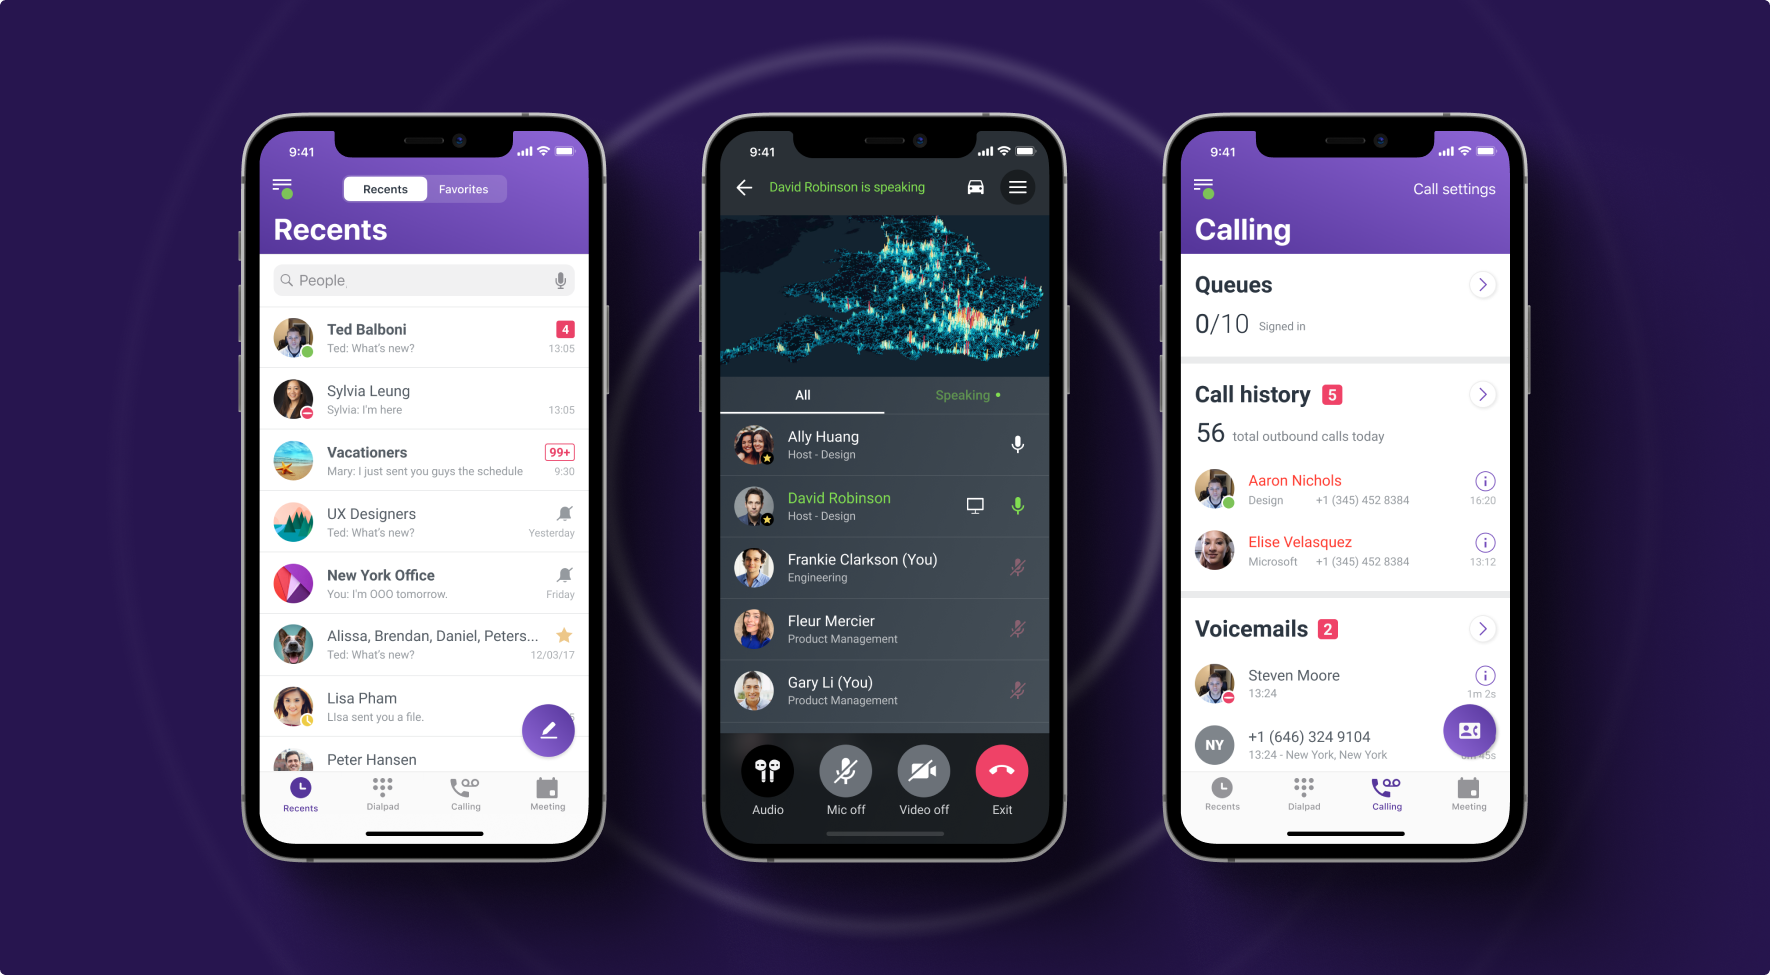 9:41
Recents
Favorites
Recents
People
Ted Balboni
4
Ted: What's new?
13:05
Sylvia Leung
Sylvia: I'm here
13:05
Vacationers
99+
Mary: I just sent you guys the schedule
9:30
UX Designers
Ted: What's new?
Yesterday
New York Office
You: I'm OOO tomorrow.
Friday
Alissa, Brendan, Daniel, Peters...
Ted: What's new?
12/03/17
Lisa Pham
LIsa sent you a file.
Peter Hansen
Recents
Dialpad
Calling
Meeting
9:41
David Robinson is speaking
All
Speaking
Ally Huang
Host - Design
David Robinson
Host - Design
Frankie Clarkson (You)
Engineering
Fleur Mercier
Product Management
Gary Li (You)
Product Management
Audio
Mic off
Video off
Exit
9:41
Call settings
Calling
Queues
0/10 Signed in
Call history 5
56 total outbound calls today
Aaron Nichols
Design +1 (345) 452 8384
16:20
Elise Velasquez
Microsoft +1 (345) 452 8384
13:12
Voicemails 2
Steven Moore
13:24
1m 2s
NY
+1 (646) 324 9104
13:24 - New York, New York
Recents
Dialpad
Calling
Meeting